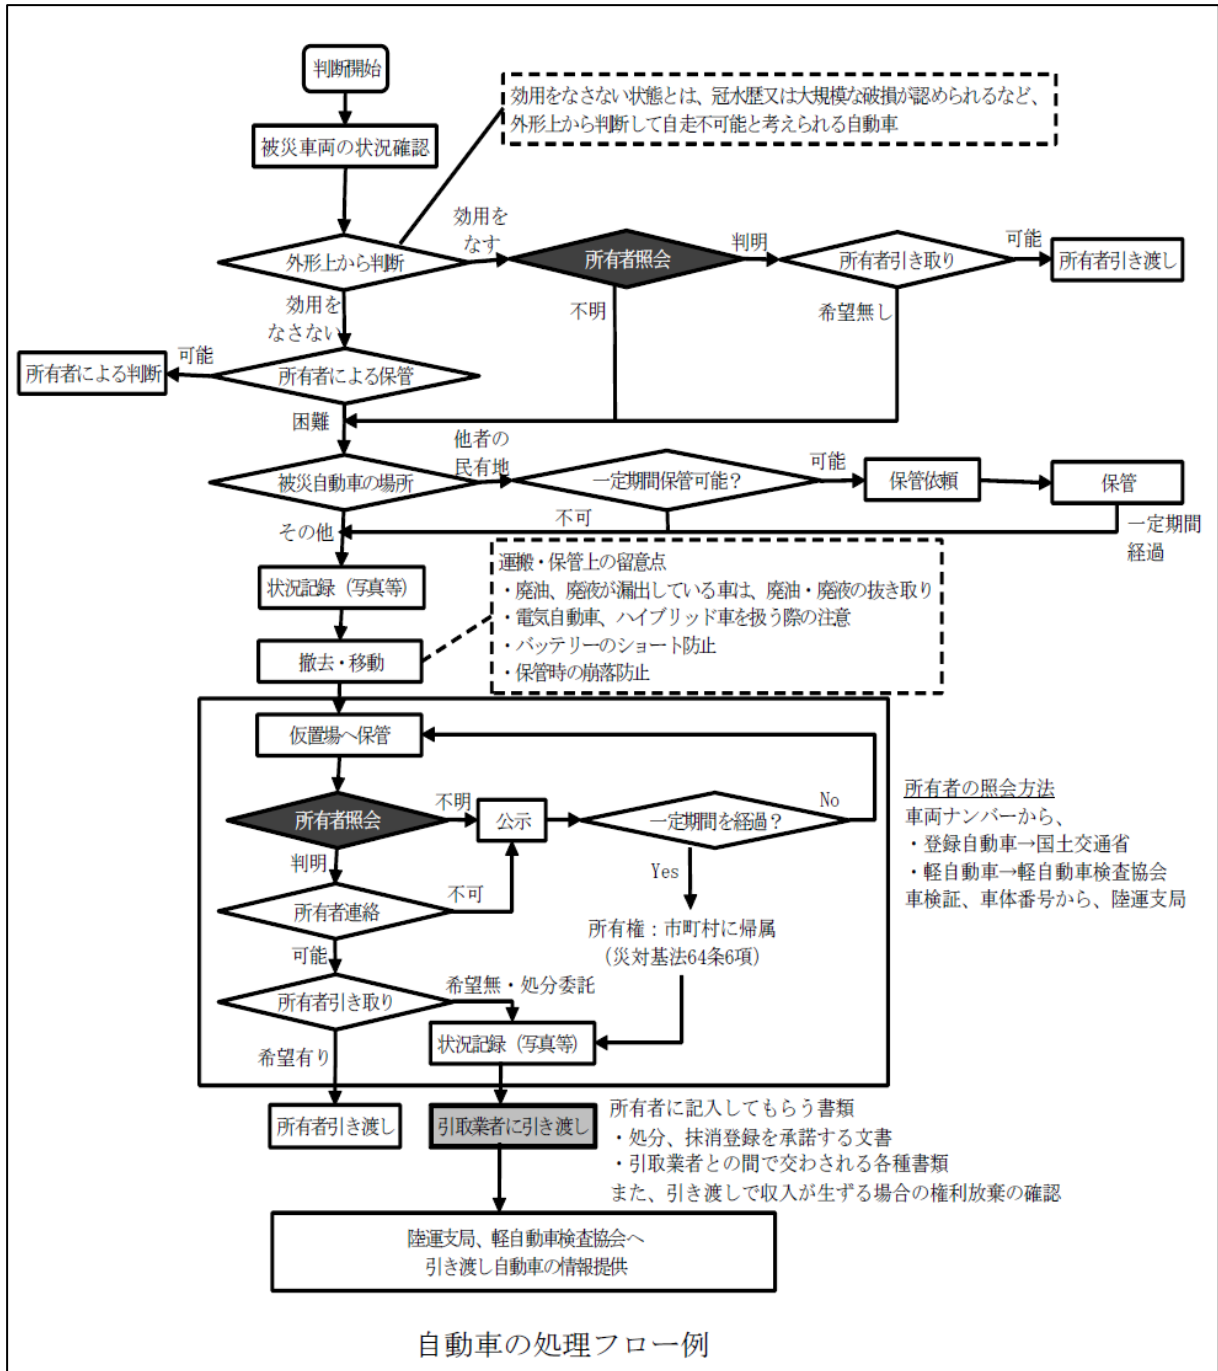 判断開始
効用をなさない状態とは、冠水歴又は大規模な破損が認められるなど、
外形上から判断して自走不可能と考えられる自動車
被災車両の状況確認
効用を
なす
外形上から判断
所有者照会
判明
所有者引き取り
可能
所有者引き渡し
効用を
なさない
不明
希望無し
所有者による判断
可能
所有者による保管
困難
他者の
民有地
被災自動車の場所
一定期間保管可能？
可能
保管依頼
保管
その他
不可
一定期間
経過
状況記録（写真等）
運搬・保管上の留意点
・廃油、廃液が漏出している車は、廃油・廃液の抜き取り
・電気自動車、ハイブリッド車を扱う際の注意
・バッテリーのショート防止
・保管時の崩落防止
撤去・移動
仮置場へ保管
所有者照会
不明
公示
一定期間を経過？
No
所有者の照会方法
車両ナンバーから、
・登録自動車→国土交通省
・軽自動車→軽自動車検査協会
車検証、車体番号から、陸運支局
判明
不可
Yes
所有者連絡
所有権：市町村に帰属
（災対基法64条6項）
可能
所有者引き取り
希望無・処分委託
状況記録（写真等）
希望有り
所有者引き渡し
引取業者に引き渡し
所有者に記入してもらう書類
・処分、抹消登録を承諾する文書
・引取業者との間で交わされる各種書類
また、引き渡しで収入が生ずる場合の権利放棄の確認
陸運支局、軽自動車検査協会へ
引き渡し自動車の情報提供
自動車の処理フロー例